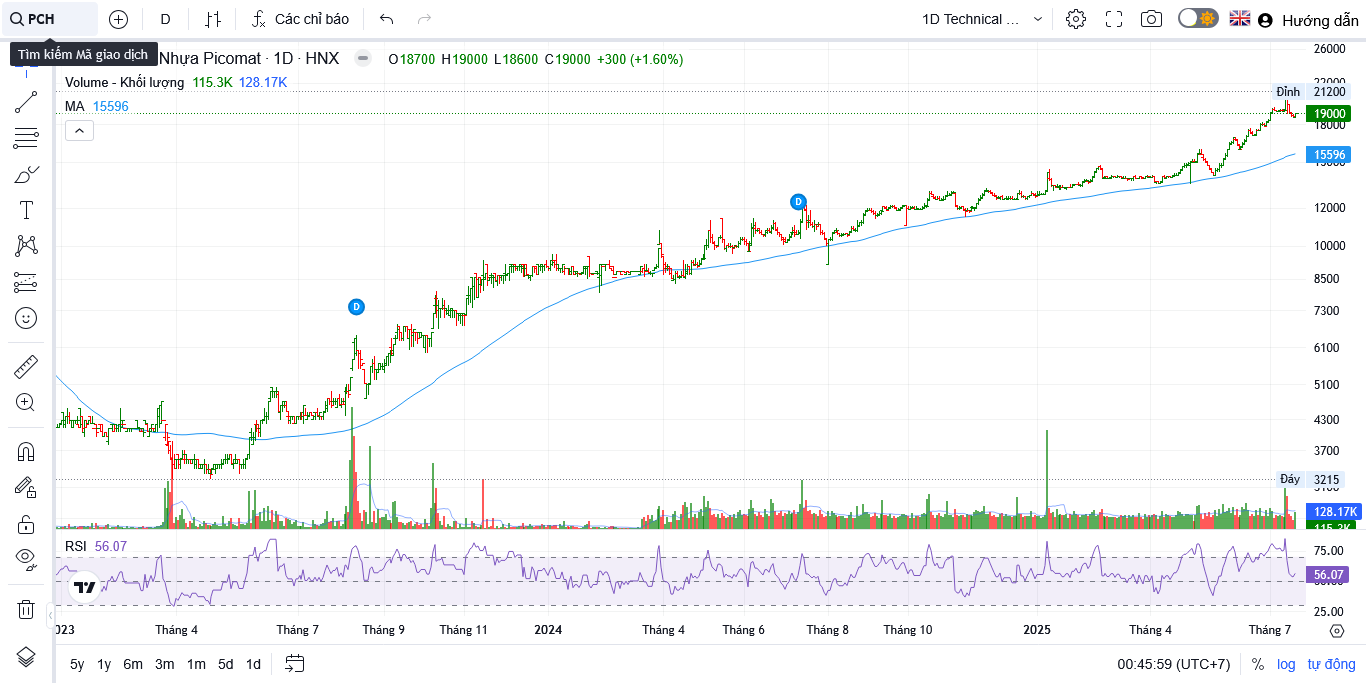 PCH
D
Các chỉ báo
1D Technical ...
Hướng dẫn
Tìm kiếm Mã giao dịch
Nhựa Picomat · 1D · HNX
O18700 H19000 L18600 C19000 +300 (+1.60%)
Volume - Khối lượng 115.3K 128.17K
MA 15596
26000
22000
Đỉnh 21200
19000
18000
15596
15000
12000
D
10000
8500
D
7300
6100
5100
4300
3700
Đáy 3215
3100
128.17K
115.3K
RSI 56.07
75.00
56.07
50.00
25.00
2023
Tháng 4
Tháng 7
Tháng 9
Tháng 11
2024
Tháng 4
Tháng 6
Tháng 8
Tháng 10
2025
Tháng 4
Tháng 7
5y 1y 6m 3m 1m 5d 1d
00:45:59 (UTC+7)
% log tự động